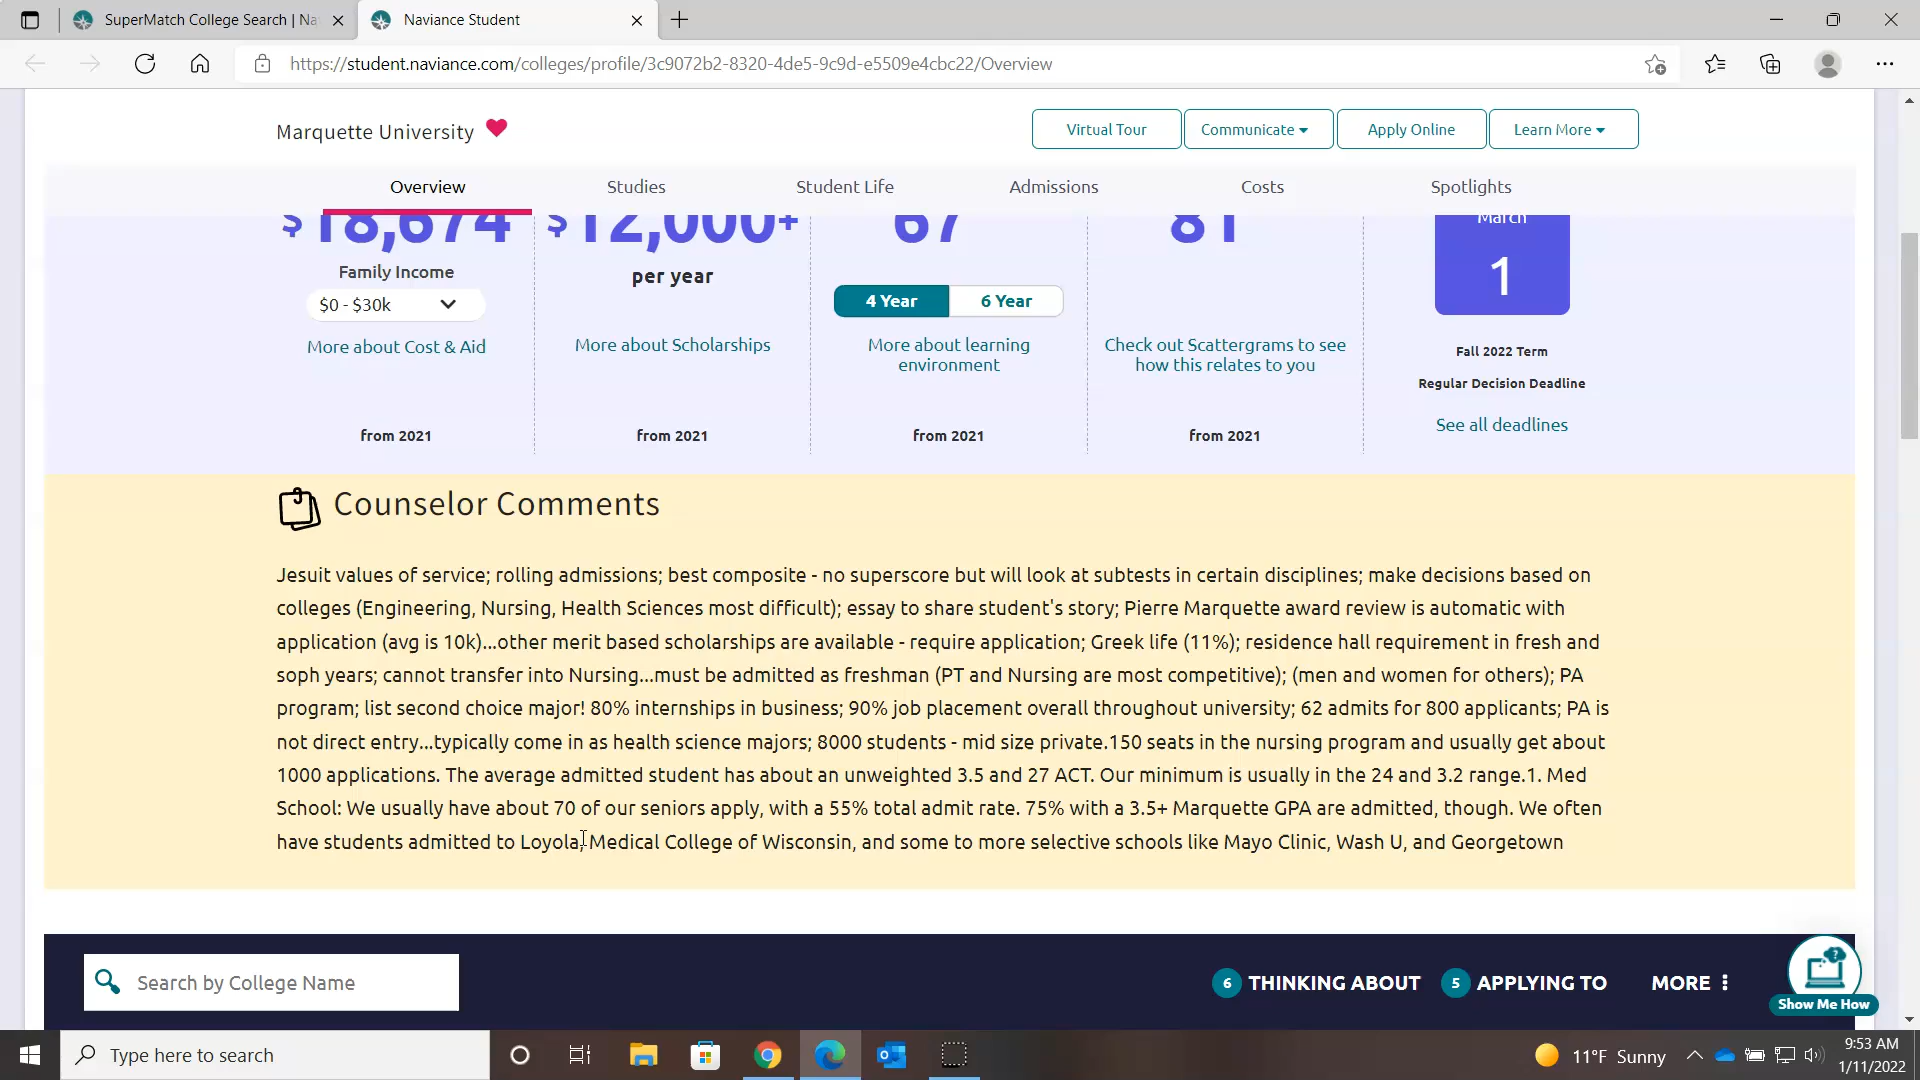 SuperMatch College Search | Na
Naviance Student
https://student.naviance.com/colleges/profile/3c9072b2-8320-4de5-9c9d-e5509e4cbc22/Overview
Marquette University
Virtual Tour
Communicate
Apply Online
Learn More
Overview
Studies
Student Life
Admissions
Costs
Spotlights
$18,674
Family Income
$0 - $30k
More about Cost & Aid
from 2021
$12,000+
per year
More about Scholarships
from 2021
67
4 Year
6 Year
More about learning
environment
from 2021
81
Check out Scattergrams to see
how this relates to you
from 2021
March
1
Fall 2022 Term
Regular Decision Deadline
See all deadlines
Counselor Comments
Jesuit values of service; rolling admissions; best composite - no superscore but will look at subtests in certain disciplines; make decisions based on
colleges (Engineering, Nursing, Health Sciences most difficult); essay to share student's story; Pierre Marquette award review is automatic with
application (avg is 10k)...other merit based scholarships are available - require application; Greek life (11%); residence hall requirement in fresh and
soph years; cannot transfer into Nursing...must be admitted as freshman (PT and Nursing are most competitive); (men and women for others); PA
program; list second choice major! 80% internships in business; 90% job placement overall throughout university; 62 admits for 800 applicants; PA is
not direct entry...typically come in as health science majors; 8000 students - mid size private.150 seats in the nursing program and usually get about
1000 applications. The average admitted student has about an unweighted 3.5 and 27 ACT. Our minimum is usually in the 24 and 3.2 range.1. Med
School: We usually have about 70 of our seniors apply, with a 55% total admit rate. 75% with a 3.5+ Marquette GPA are admitted, though. We often
have students admitted to Loyola, Medical College of Wisconsin, and some to more selective schools like Mayo Clinic, Wash U, and Georgetown
Search by College Name
6 THINKING ABOUT
5 APPLYING TO
MORE
Show Me How
Type here to search
11°F Sunny
9:53 AM
1/11/2022